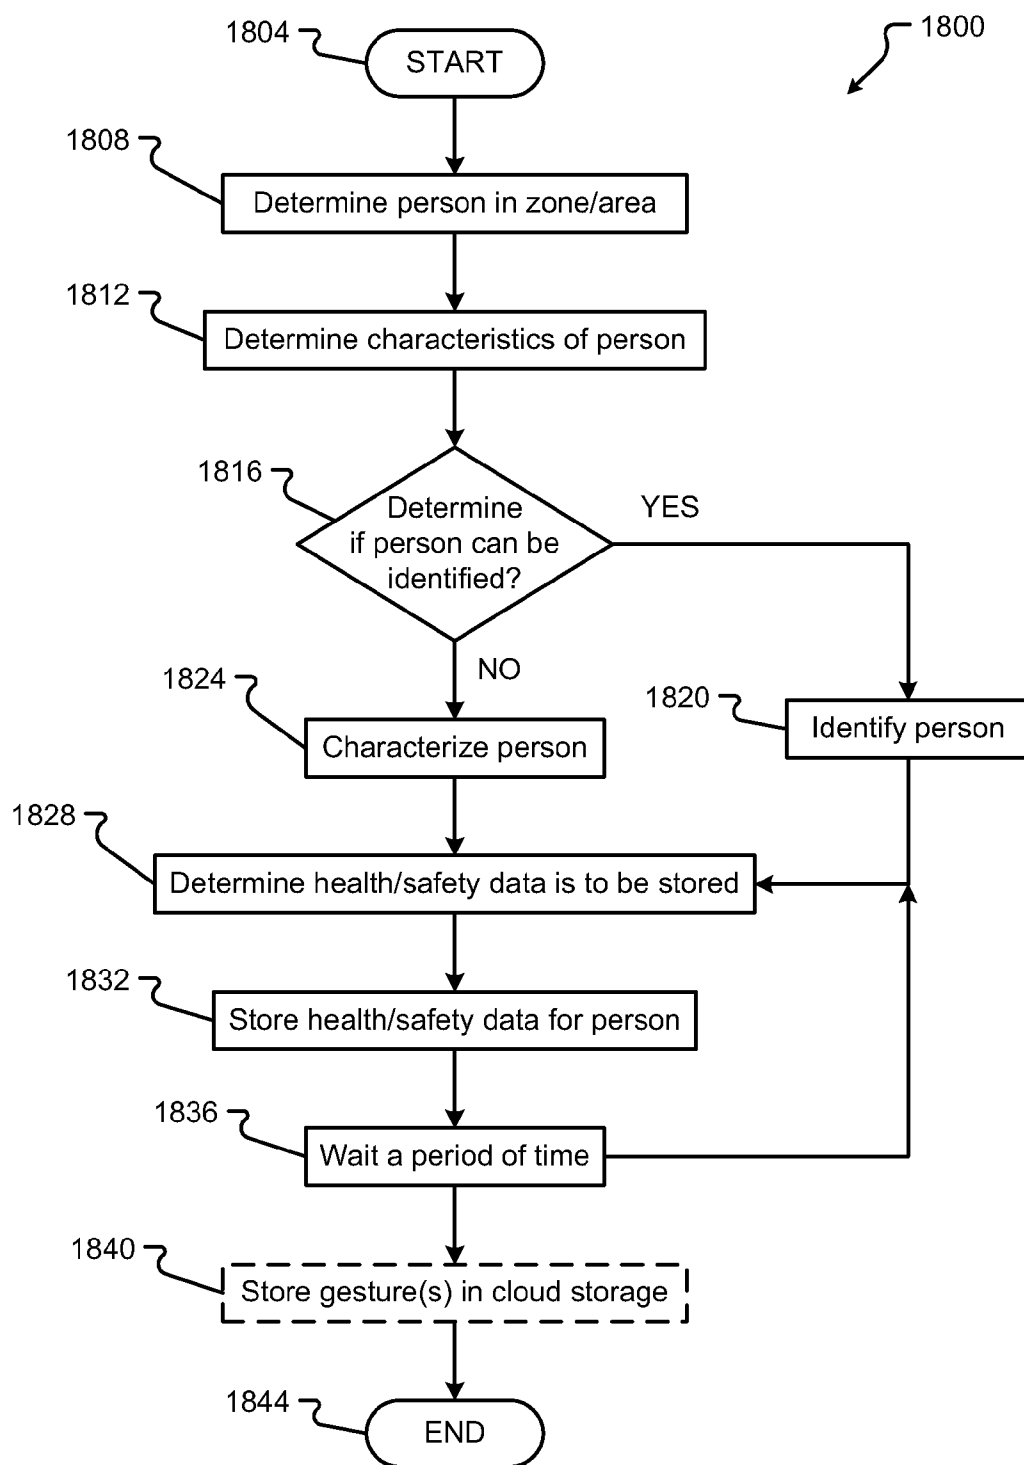 1804
START
1800
1808
Determine person in zone/area
1812
Determine characteristics of person
1816
Determine
if person can be
identified?
YES
NO
1824
Characterize person
1820
Identify person
1828
Determine health/safety data is to be stored
1832
Store health/safety data for person
1836
Wait a period of time
1840
Store gesture(s) in cloud storage
1844
END